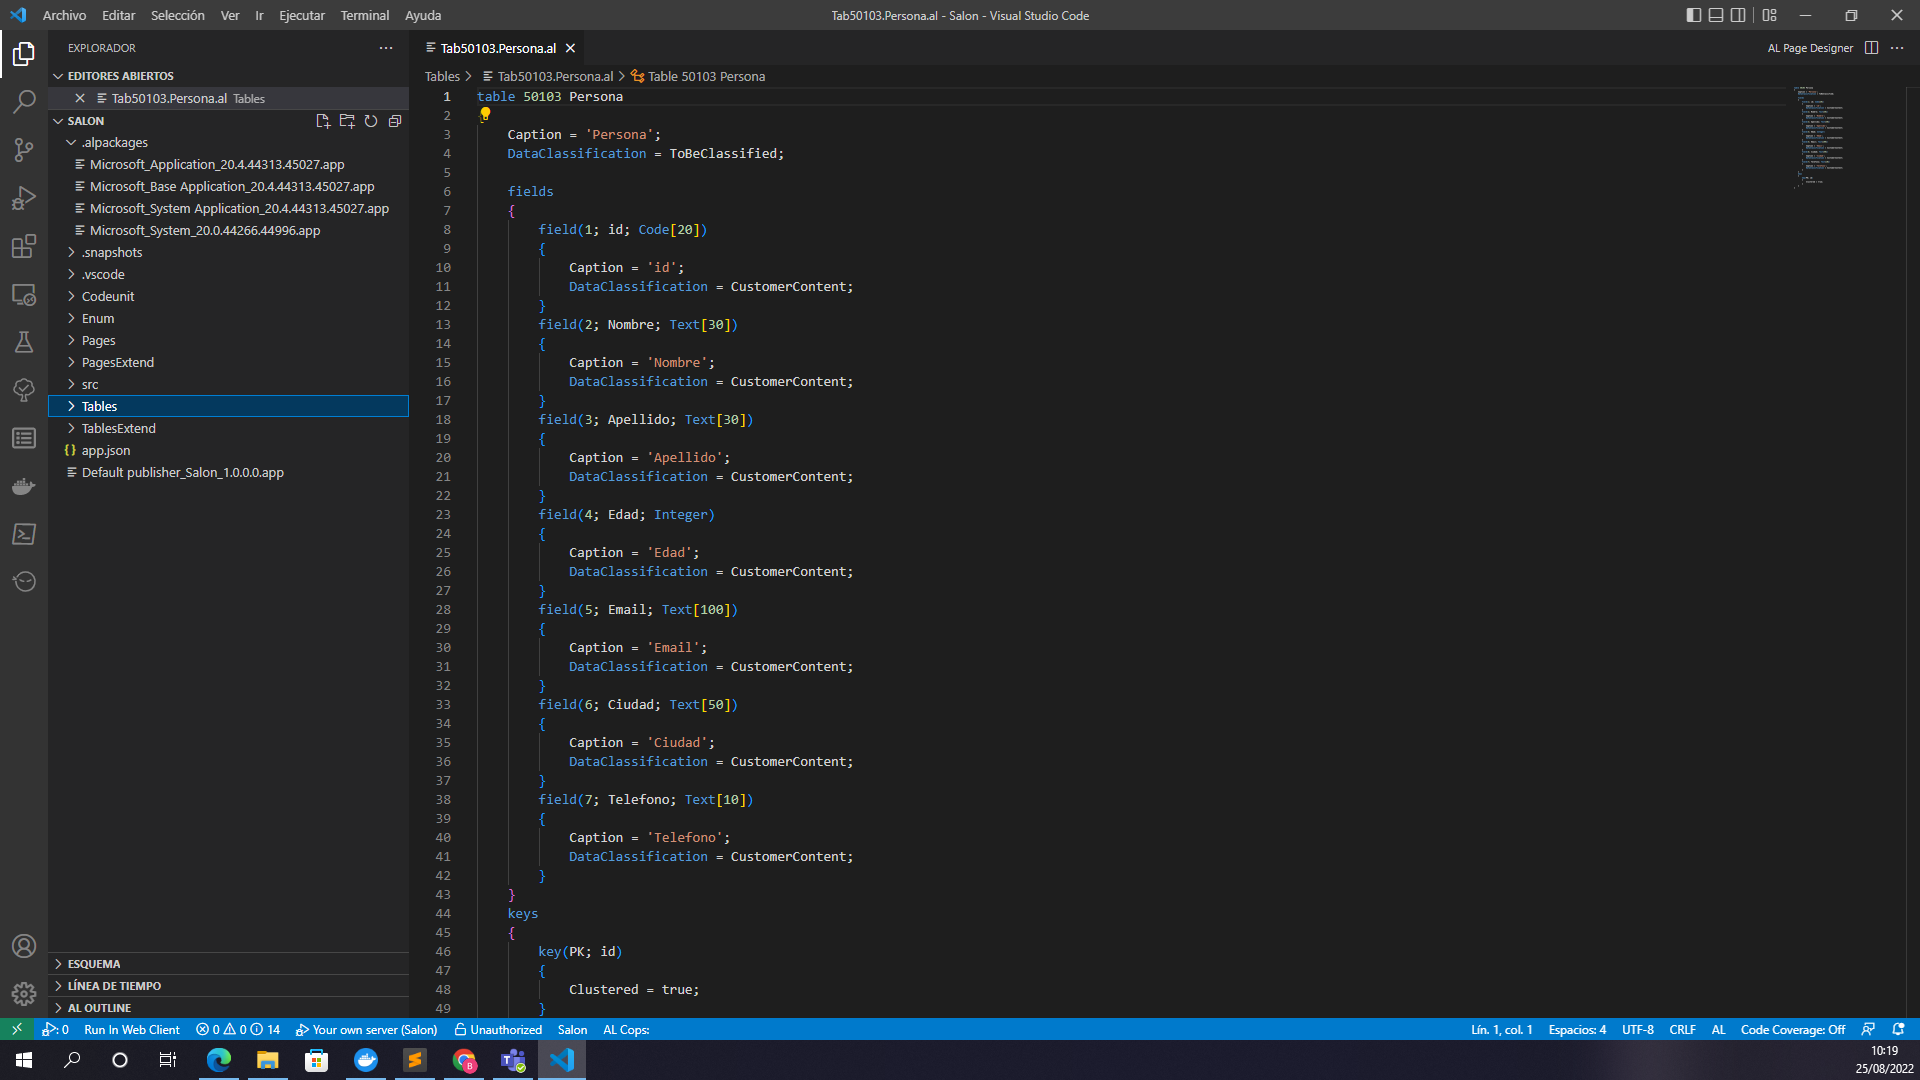 Archivo Editar Selección Ver Ir Ejecutar Terminal Ayuda
Tab50103.Persona.al - Salon - Visual Studio Code
EXPLORADOR
EDITORES ABIERTOS
Tab50103.Persona.al Tables
SALON
.alpackages
Microsoft_Application_20.4.44313.45027.app
Microsoft_Base Application_20.4.44313.45027.app
Microsoft_System Application_20.4.44313.45027.app
Microsoft_System_20.0.44266.44996.app
.snapshots
.vscode
Codeunit
Enum
Pages
PagesExtend
src
Tables
TablesExtend
{} app.json
Default publisher_Salon_1.0.0.0.app
ESQUEMA
LÍNEA DE TIEMPO
AL OUTLINE
Tab50103.Persona.al
AL Page Designer
Tables > Tab50103.Persona.al > Table 50103 Persona
1 table 50103 Persona
2 {
3 Caption = 'Persona';
4 DataClassification = ToBeClassified;
5
6 fields
7 {
8 field(1; id; Code[20])
9 {
10 Caption = 'id';
11 DataClassification = CustomerContent;
12 }
13 field(2; Nombre; Text[30])
14 {
15 Caption = 'Nombre';
16 DataClassification = CustomerContent;
17 }
18 field(3; Apellido; Text[30])
19 {
20 Caption = 'Apellido';
21 DataClassification = CustomerContent;
22 }
23 field(4; Edad; Integer)
24 {
25 Caption = 'Edad';
26 DataClassification = CustomerContent;
27 }
28 field(5; Email; Text[100])
29 {
30 Caption = 'Email';
31 DataClassification = CustomerContent;
32 }
33 field(6; Ciudad; Text[50])
34 {
35 Caption = 'Ciudad';
36 DataClassification = CustomerContent;
37 }
38 field(7; Telefono; Text[10])
39 {
40 Caption = 'Telefono';
41 DataClassification = CustomerContent;
42 }
43 }
44 keys
45 {
46 key(PK; id)
47 {
48 Clustered = true;
49 }
: 0 Run In Web Client 0 0 14 Your own server (Salon) Unauthorized Salon AL Cops:
Lín. 1, col. 1 Espacios: 4 UTF-8 CRLF AL Code Coverage: Off
10:19
25/08/2022